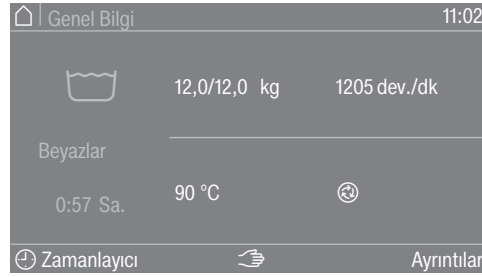 Genel Bilgi 11:02
12,0/12,0 kg 1205 dev./dk
Beyazlar
0:57 Sa.
90 °C
Zamanlayıcı Ayrıntılar